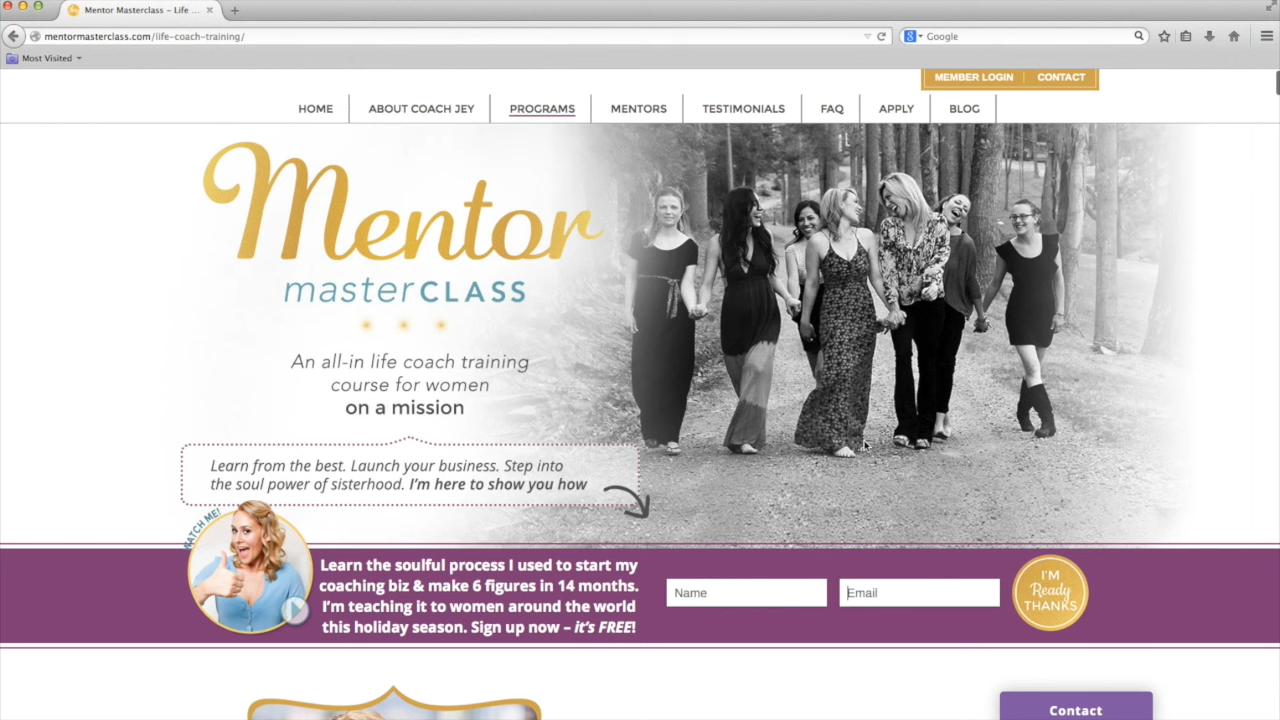 Mentor Masterclass – Life ...
mentormasterclass.com/life-coach-training/
Google
Most Visited
MEMBER LOGIN
CONTACT
HOME
ABOUT COACH JEY
PROGRAMS
MENTORS
TESTIMONIALS
FAQ
APPLY
BLOG
Mentor
masterCLASS
An all-in life coach training
course for women
on a mission
Learn from the best. Launch your business. Step into
the soul power of sisterhood. I'm here to show you how
WATCH ME!
Learn the soulful process I used to start my
coaching biz & make 6 figures in 14 months.
I'm teaching it to women around the world
this holiday season. Sign up now – it's FREE!
Name
Email
I'M
Ready
THANKS
Contact